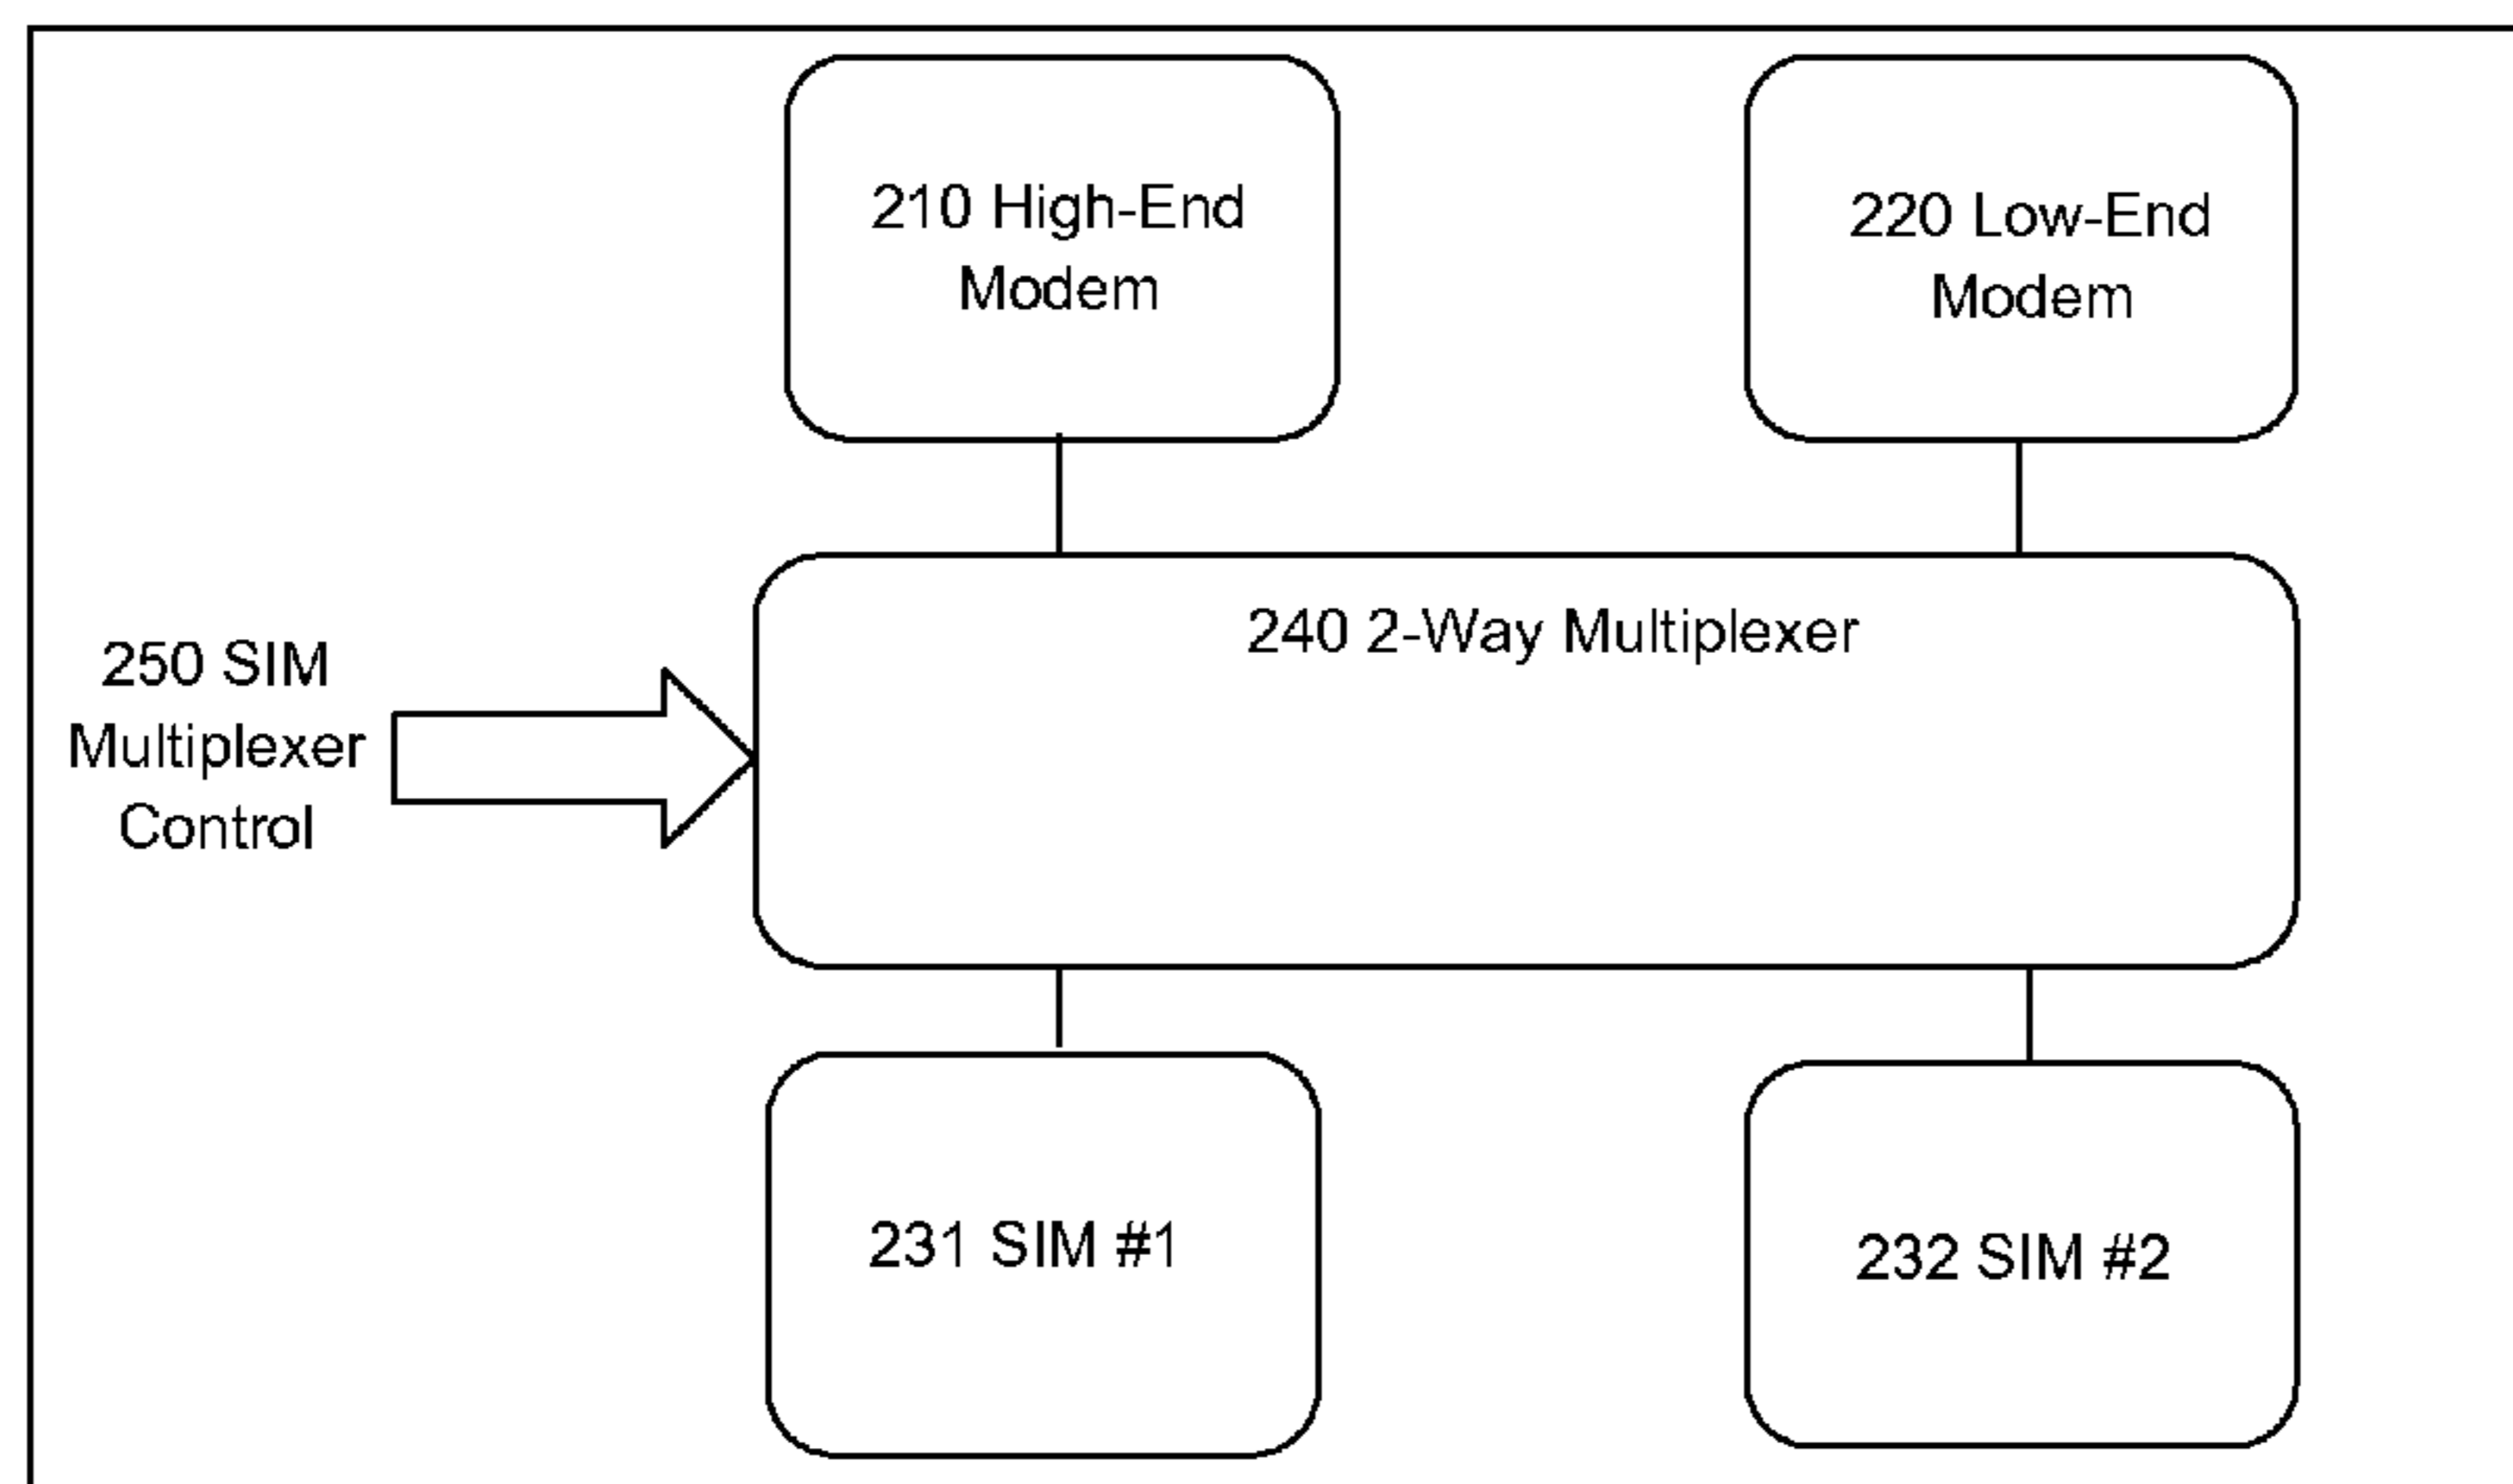 210 High-End
Modem
220 Low-End
Modem
240 2-Way Multiplexer
250 SIM
Multiplexer
Control
231 SIM #1
232 SIM #2